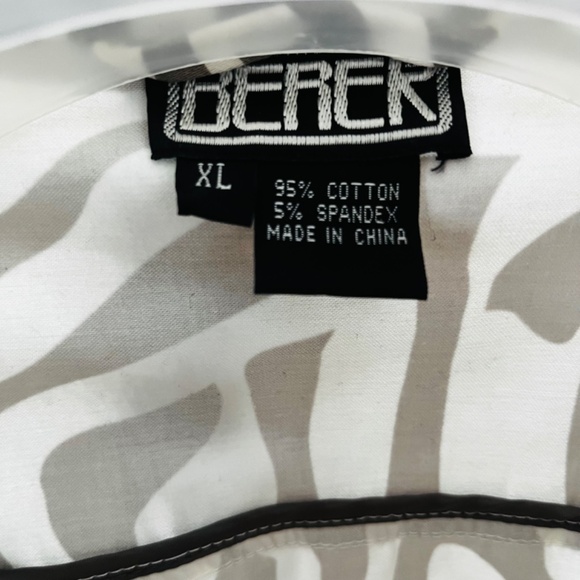 BEREK
XL
95% COTTON
5% SPANDEX
MADE IN CHINA